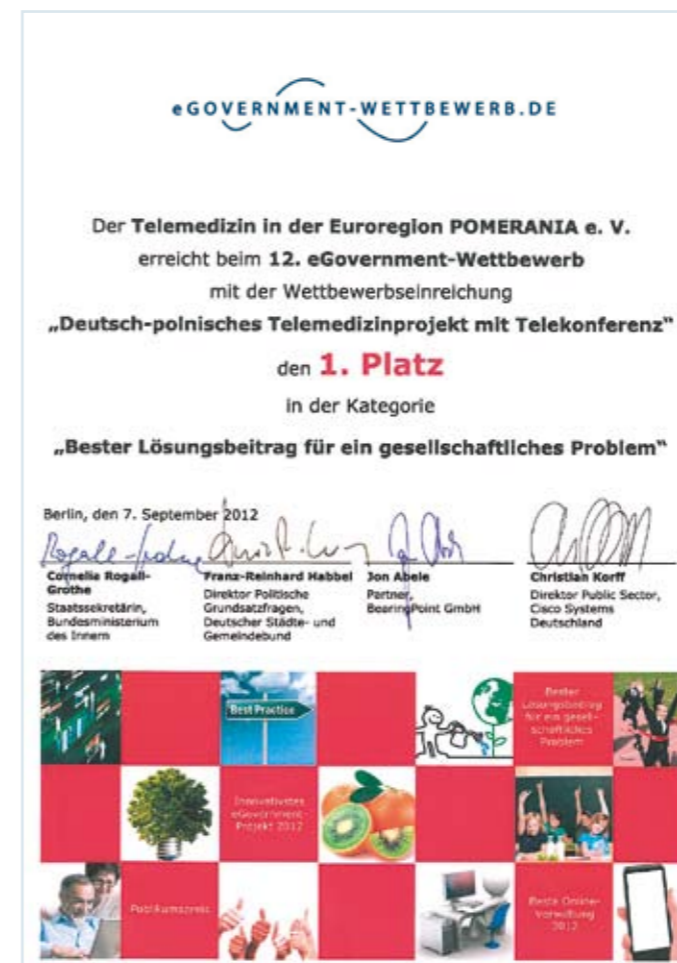 eGOVERNMENT-WETTBEWERB.DE
Der Telemedizin in der Euroregion POMERANIA e. V.
erreicht beim 12. eGovernment-Wettbewerb
mit der Wettbewerbseinreichung
„Deutsch-polnisches Telemedizinprojekt mit Telekonferenz"
den 1. Platz
in der Kategorie
„Bester Lösungsbeitrag für ein gesellschaftliches Problem"
Berlin, den 7. September 2012
Cornelia Rogall-
Grothe
Staatssekretärin,
Bundesministerium
des Innern
Franz-Reinhard Habbel
Direktor Politische
Grundsatzfragen,
Deutscher Städte- und
Gemeindebund
Jon Abele
Partner,
BearingPoint GmbH
Christian Korff
Direktor Public Sector,
Cisco Systems
Deutschland
Best Practice
Bester
Lösungsbeitrag
für ein gesell-
schaftliches
Problem
Innovativstes
eGovernment-
Projekt 2012
Publikumspreis
Beste Online-
Verwaltung
2012